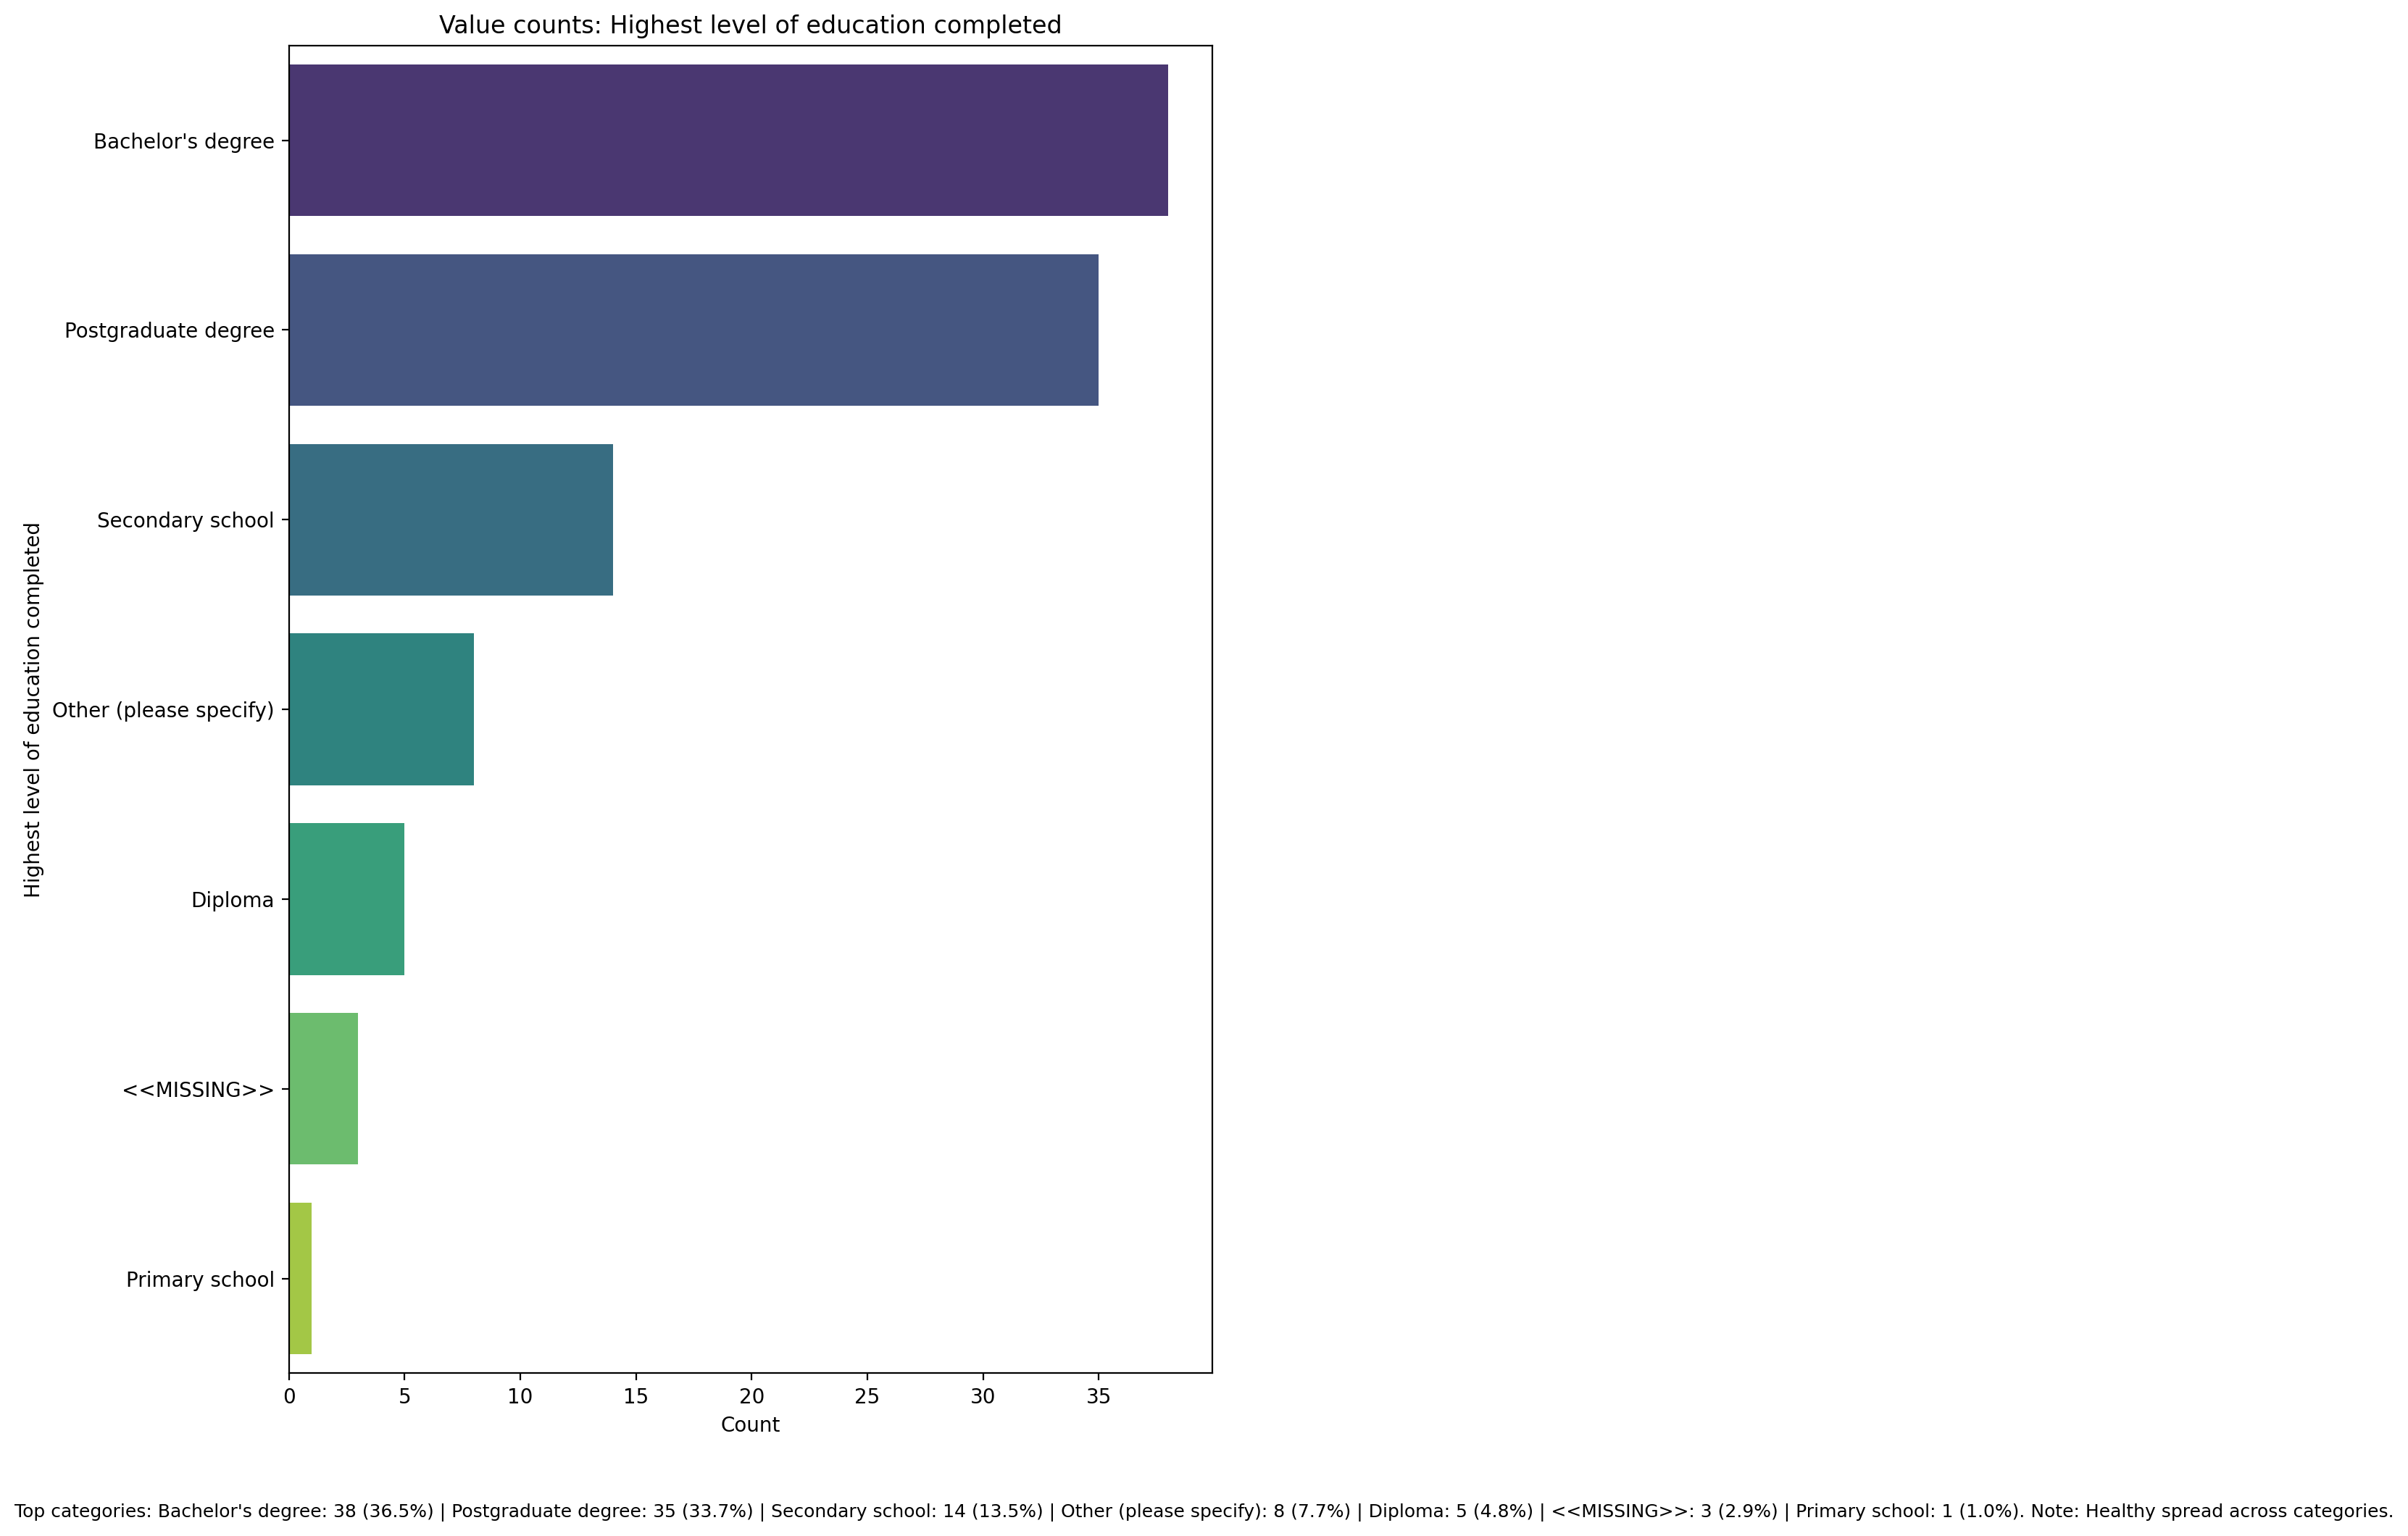 Value counts: Highest level of education completed
Highest level of education completed
Bachelor's degree
Postgraduate degree
Secondary school
Other (please specify)
Diploma
<<MISSING>>
Primary school
0 5 10 15 20 25 30 35
Count
Top categories: Bachelor's degree: 38 (36.5%) | Postgraduate degree: 35 (33.7%) | Secondary school: 14 (13.5%) | Other (please specify): 8 (7.7%) | Diploma: 5 (4.8%) | <<MISSING>>: 3 (2.9%) | Primary school: 1 (1.0%). Note: Healthy spread across categories.